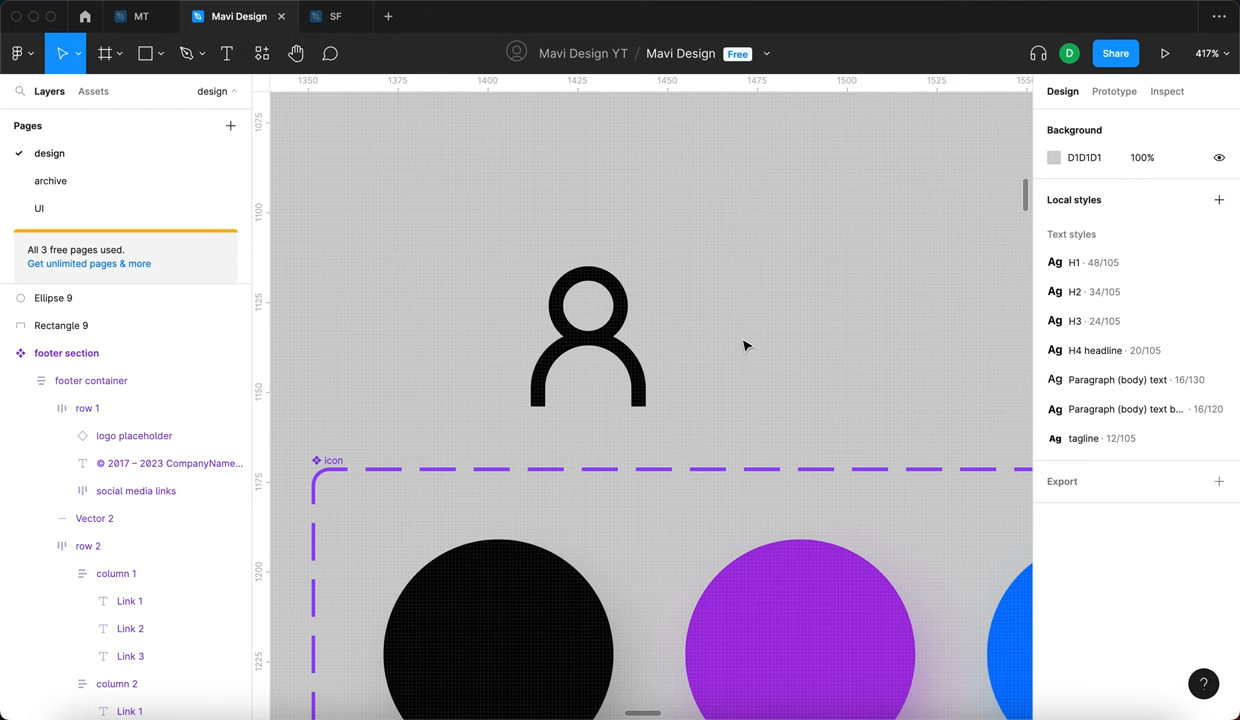 MT
Mavi Design
SF
Mavi Design YT / Mavi Design Free
D
Share
417%
Layers
Assets
design
Pages
design
archive
UI
All 3 free pages used.
Get unlimited pages & more
Ellipse 9
Rectangle 9
footer section
footer container
row 1
logo placeholder
© 2017 – 2023 CompanyName...
social media links
Vector 2
row 2
column 1
Link 1
Link 2
Link 3
column 2
Link 1
1350
1375
1400
1425
1450
1475
1500
1525
1075
1100
1125
1150
1175
1200
1225
icon
Design
Prototype
Inspect
Background
D1D1D1
100%
Local styles
Text styles
Ag H1 · 48/105
Ag H2 · 34/105
Ag H3 · 24/105
Ag H4 headline · 20/105
Ag Paragraph (body) text · 16/130
Ag Paragraph (body) text b... · 16/120
Ag tagline · 12/105
Export
?